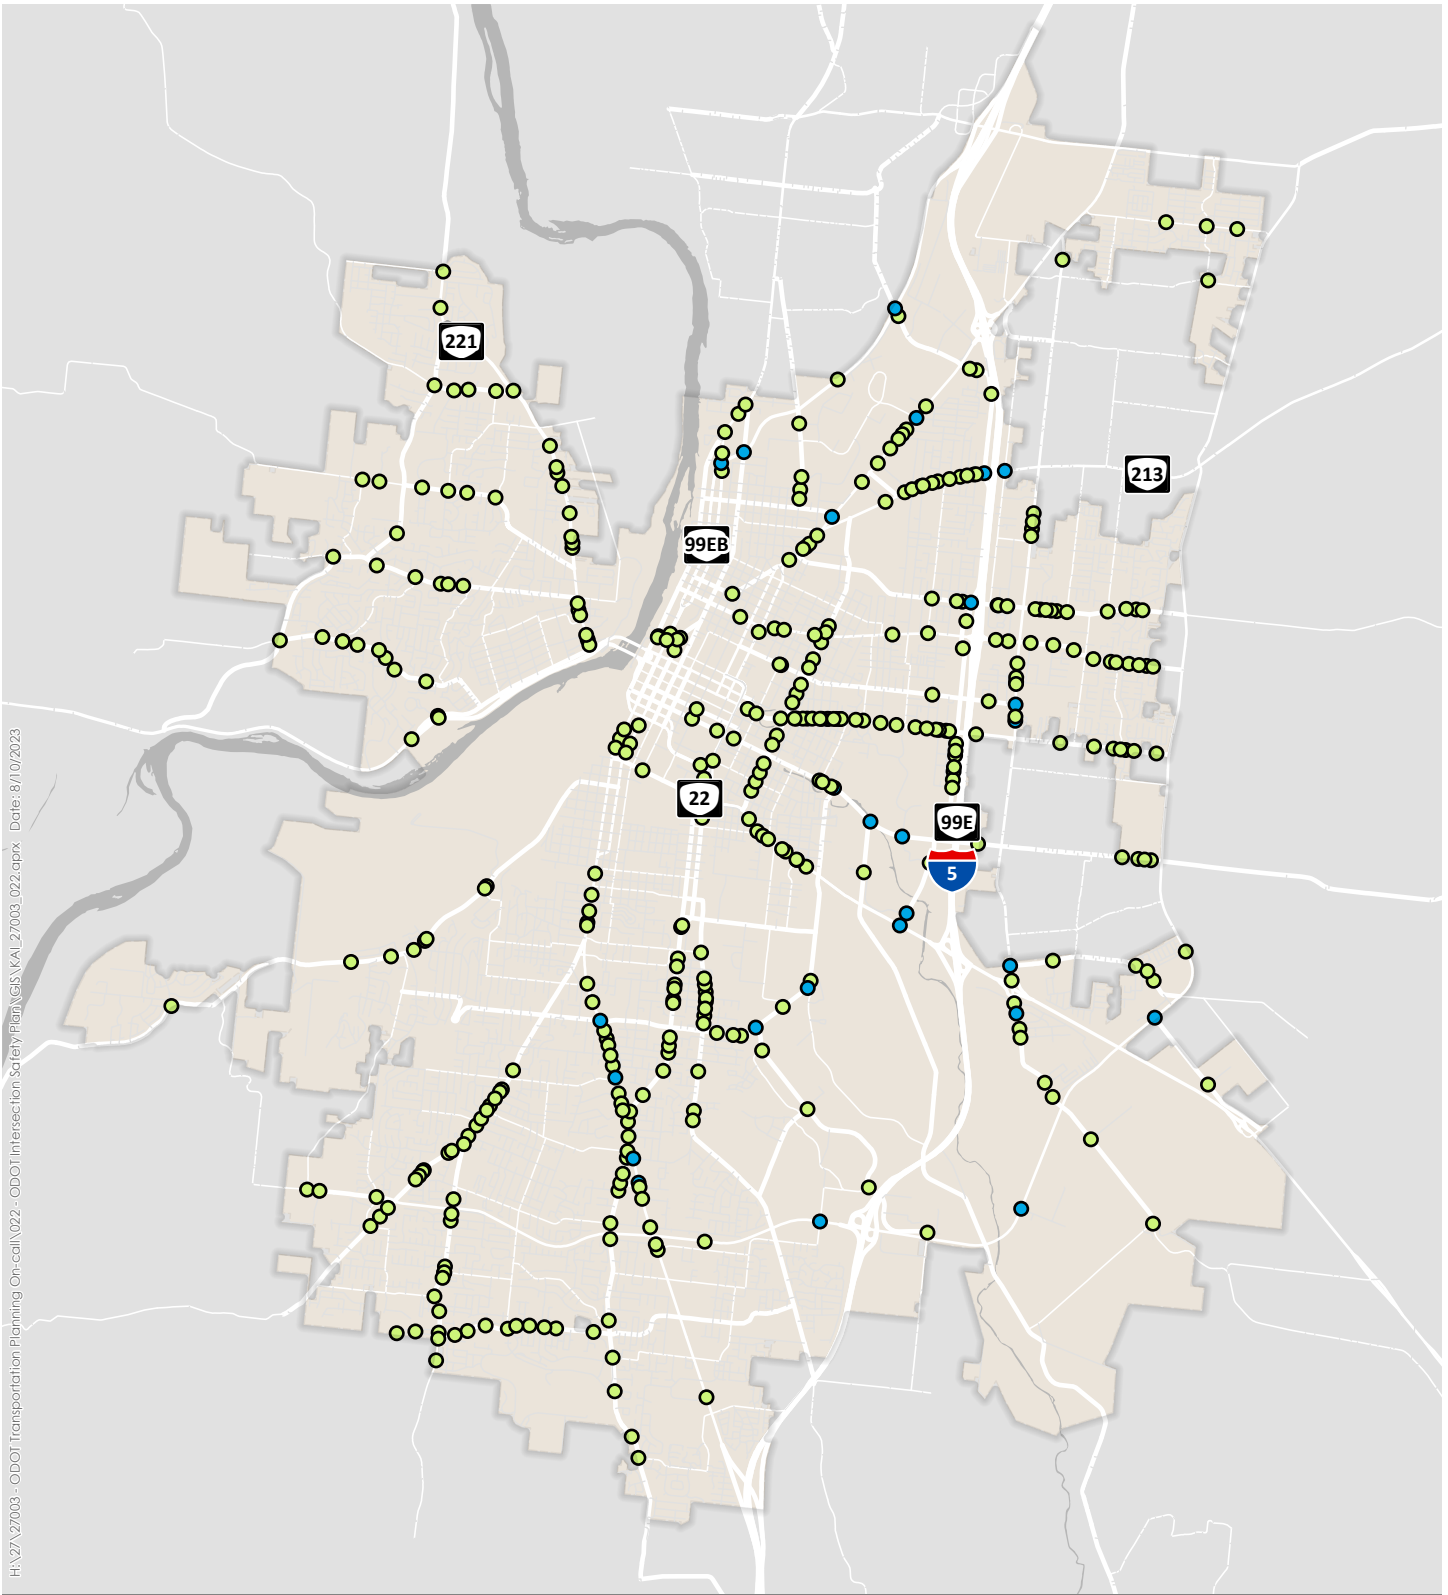 221
213
99EB
22
99E
5
H:\27\27003 - ODOT Transportation Planning On-call\022 - ODOT Intersection Safety Plan\GIS\KAI_27003_022.aprx Date: 8/10/2023